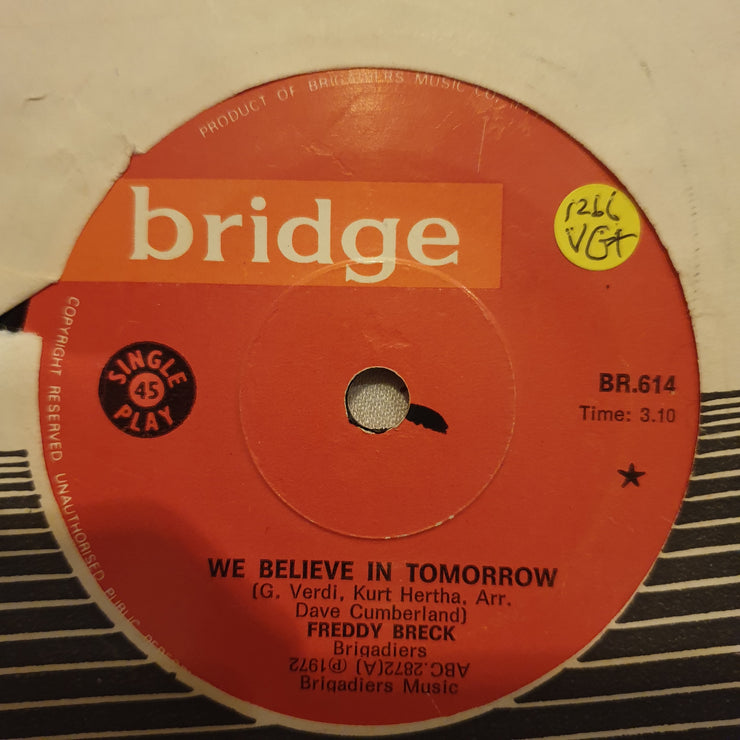 PRODUCT OF BRIGADIERS MUSIC
bridge
1266
VG+
SINGLE
45
PLAY
BR.614
Time: 3.10
WE BELIEVE IN TOMORROW
(G. Verdi, Kurt Hertha, Arr.
Dave Cumberland)
FREDDY BRECK
Brigadiers
ABC.2872(A) ℗1972
Brigadiers Music
COPYRIGHT RESERVED UNAUTHORISED PUBLIC